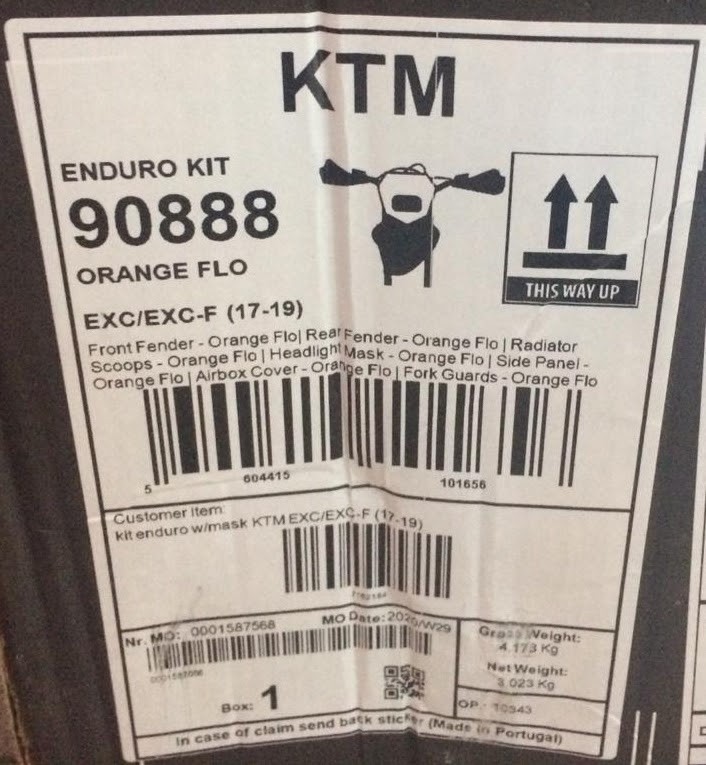 KTM
ENDURO KIT
90888
ORANGE FLO
THIS WAY UP
EXC/EXC-F (17-19)
Front Fender - Orange Flo| Rear Fender - Orange Flo | Radiator
Scoops - Orange Flo | Headlight Mask - Orange Flo | Side Panel -
Orange Flo | Airbox Cover - Orange Flo | Fork Guards - Orange Flo
5 604415 101656
Customer item:
kit enduro w/mask KTM EXC/EXC-F (17-19)
Nr. MO: 0001587568 MO Date: 2020/W29
Gross Weight:
4.173 Kg
Net Weight:
3.023 Kg
Box: 1
OP.: 10343
In case of claim send back sticker (Made in Portugal)